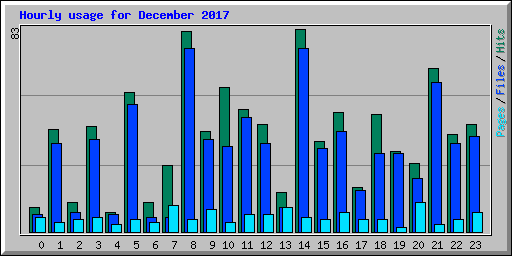 Hourly usage for December 2017
83
Pages/Files/Hits
0 1 2 3 4 5 6 7 8 9 10 11 12 13 14 15 16 17 18 19 20 21 22 23